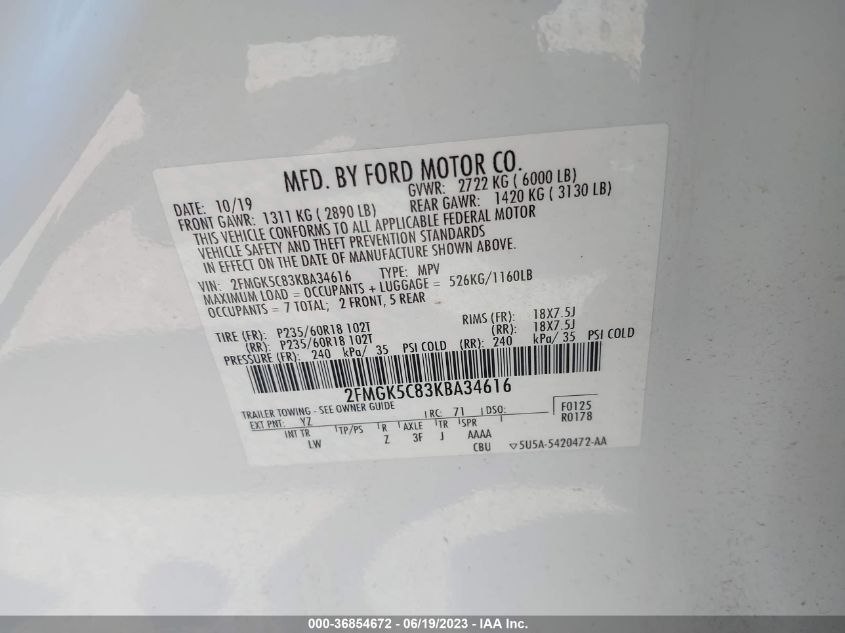 MFD. BY FORD MOTOR CO.
DATE: 10/19 GVWR: 2722 KG ( 6000 LB)
FRONT GAWR: 1311 KG ( 2890 LB) REAR GAWR: 1420 KG ( 3130 LB)
THIS VEHICLE CONFORMS TO ALL APPLICABLE FEDERAL MOTOR
VEHICLE SAFETY AND THEFT PREVENTION STANDARDS
IN EFFECT ON THE DATE OF MANUFACTURE SHOWN ABOVE.
VIN: 2FMGK5C83KBA34616 TYPE: MPV
MAXIMUM LOAD = OCCUPANTS + LUGGAGE = 526KG/1160LB
OCCUPANTS = 7 TOTAL; 2 FRONT, 5 REAR
TIRE (FR): P235/60R18 102T RIMS (FR): 18X7.5J
(RR): P235/60R18 102T (RR): 18X7.5J
PRESSURE (FR): 240 kPa/ 35 PSI COLD (RR): 240 kPa/ 35 PSI COLD
2FMGK5C83KBA34616
TRAILER TOWING - SEE OWNER GUIDE
EXT PNT: YZ RC: 71 DSO: F0125
R0178
INT TR TP/PS R AXLE TR SPR
LW Z 3F J AAAA
CBU ▽5U5A-5420472-AA
000-36854672 - 06/19/2023 - IAA Inc.